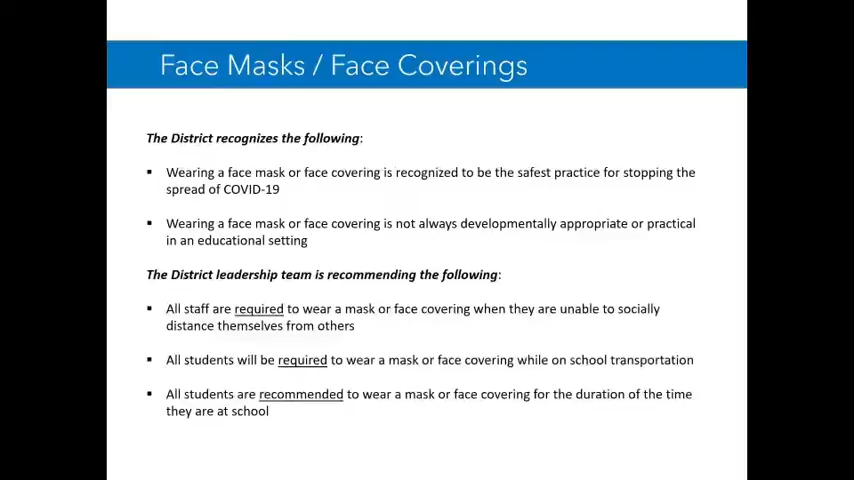 Face Masks / Face Coverings
The District recognizes the following:
▪ Wearing a face mask or face covering is recognized to be the safest practice for stopping the
spread of COVID-19
▪ Wearing a face mask or face covering is not always developmentally appropriate or practical
in an educational setting
The District leadership team is recommending the following:
▪ All staff are required to wear a mask or face covering when they are unable to socially
distance themselves from others
▪ All students will be required to wear a mask or face covering while on school transportation
▪ All students are recommended to wear a mask or face covering for the duration of the time
they are at school